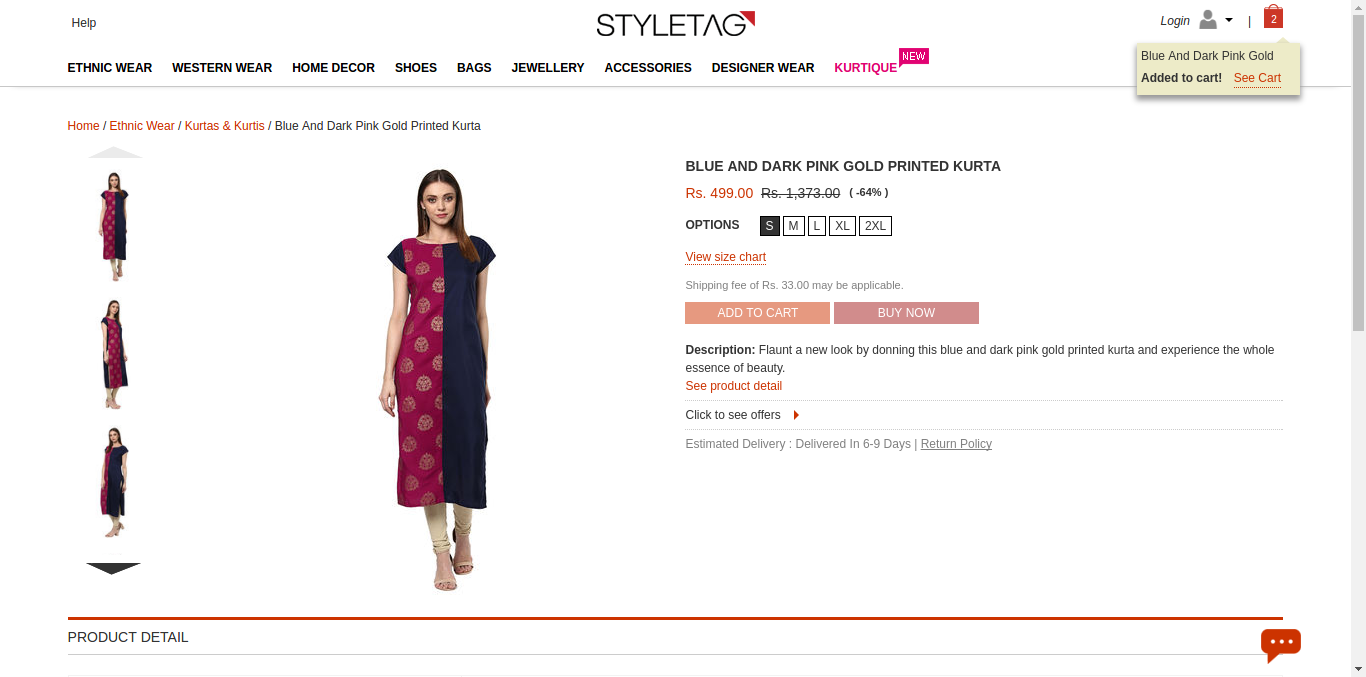 Help
STYLETAG
Login
|
2
ETHNIC WEAR WESTERN WEAR HOME DECOR SHOES BAGS JEWELLERY ACCESSORIES DESIGNER WEAR KURTIQUE NEW
Blue And Dark Pink Gold
Added to cart! See Cart
Home / Ethnic Wear / Kurtas & Kurtis / Blue And Dark Pink Gold Printed Kurta
BLUE AND DARK PINK GOLD PRINTED KURTA
Rs. 499.00 Rs. 1,373.00 ( -64% )
OPTIONS S M L XL 2XL
View size chart
Shipping fee of Rs. 33.00 may be applicable.
ADD TO CART BUY NOW
Description: Flaunt a new look by donning this blue and dark pink gold printed kurta and experience the whole
essence of beauty.
See product detail
Click to see offers
Estimated Delivery : Delivered In 6-9 Days | Return Policy
PRODUCT DETAIL